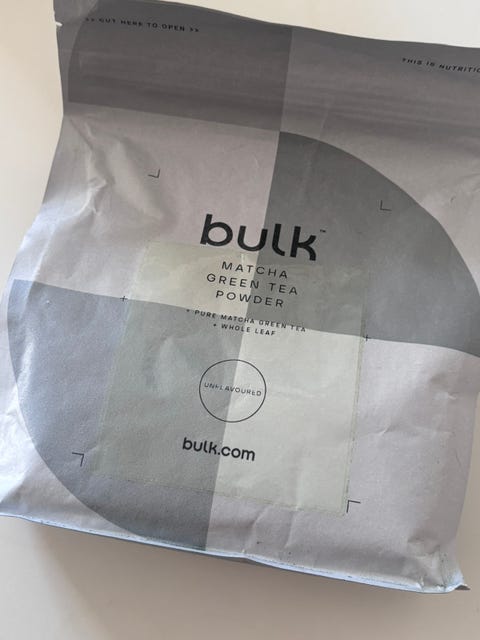 >> CUT HERE TO OPEN >>
THIS IS NUTRITIO
bulk™
MATCHA
GREEN TEA
POWDER
+ PURE MATCHA GREEN TEA
+ WHOLE LEAF
UNFLAVOURED
bulk.com